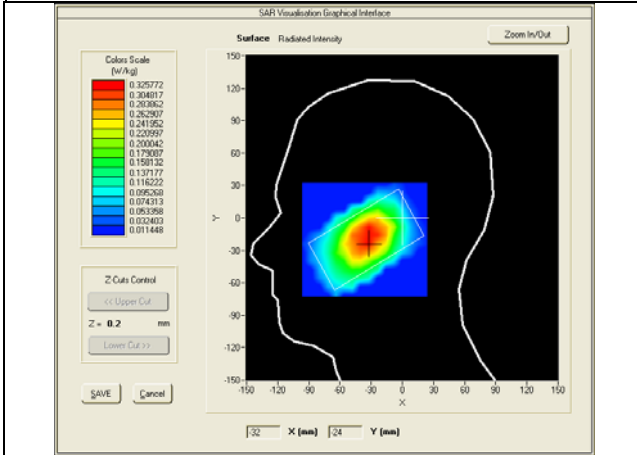 SAR Visualisation Graphical Interface
Surface Radiated Intensity
Zoom In/Out
Colors Scale
(W/kg)
0.325772
0.304817
0.283862
0.262907
0.241952
0.220997
0.200042
0.179087
0.158132
0.137177
0.116222
0.095268
0.074313
0.053358
0.032403
0.011448
Z-Cuts Control
<< Upper Cut
Z = 0.2 mm
Lower Cut >>
SAVE Cancel
150
120
90
60
30
0
-30
-60
-90
-120
-150
Y
-150 -120 -90 -60 -30 0 30 60 90 120 150
X
-32 X (mm) -24 Y (mm)